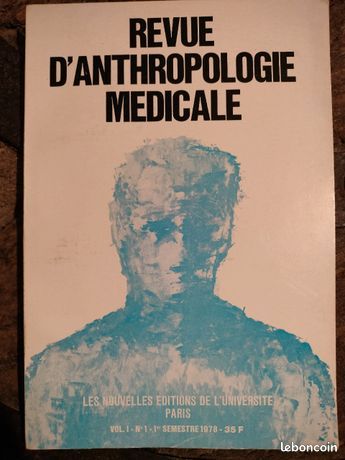 REVUE
D'ANTHROPOLOGIE
MEDICALE
LES NOUVELLES EDITIONS DE L'UNIVERSITE
PARIS
VOL. I - N° 1 - 1er SEMESTRE 1978 - 35 F
leboncoin